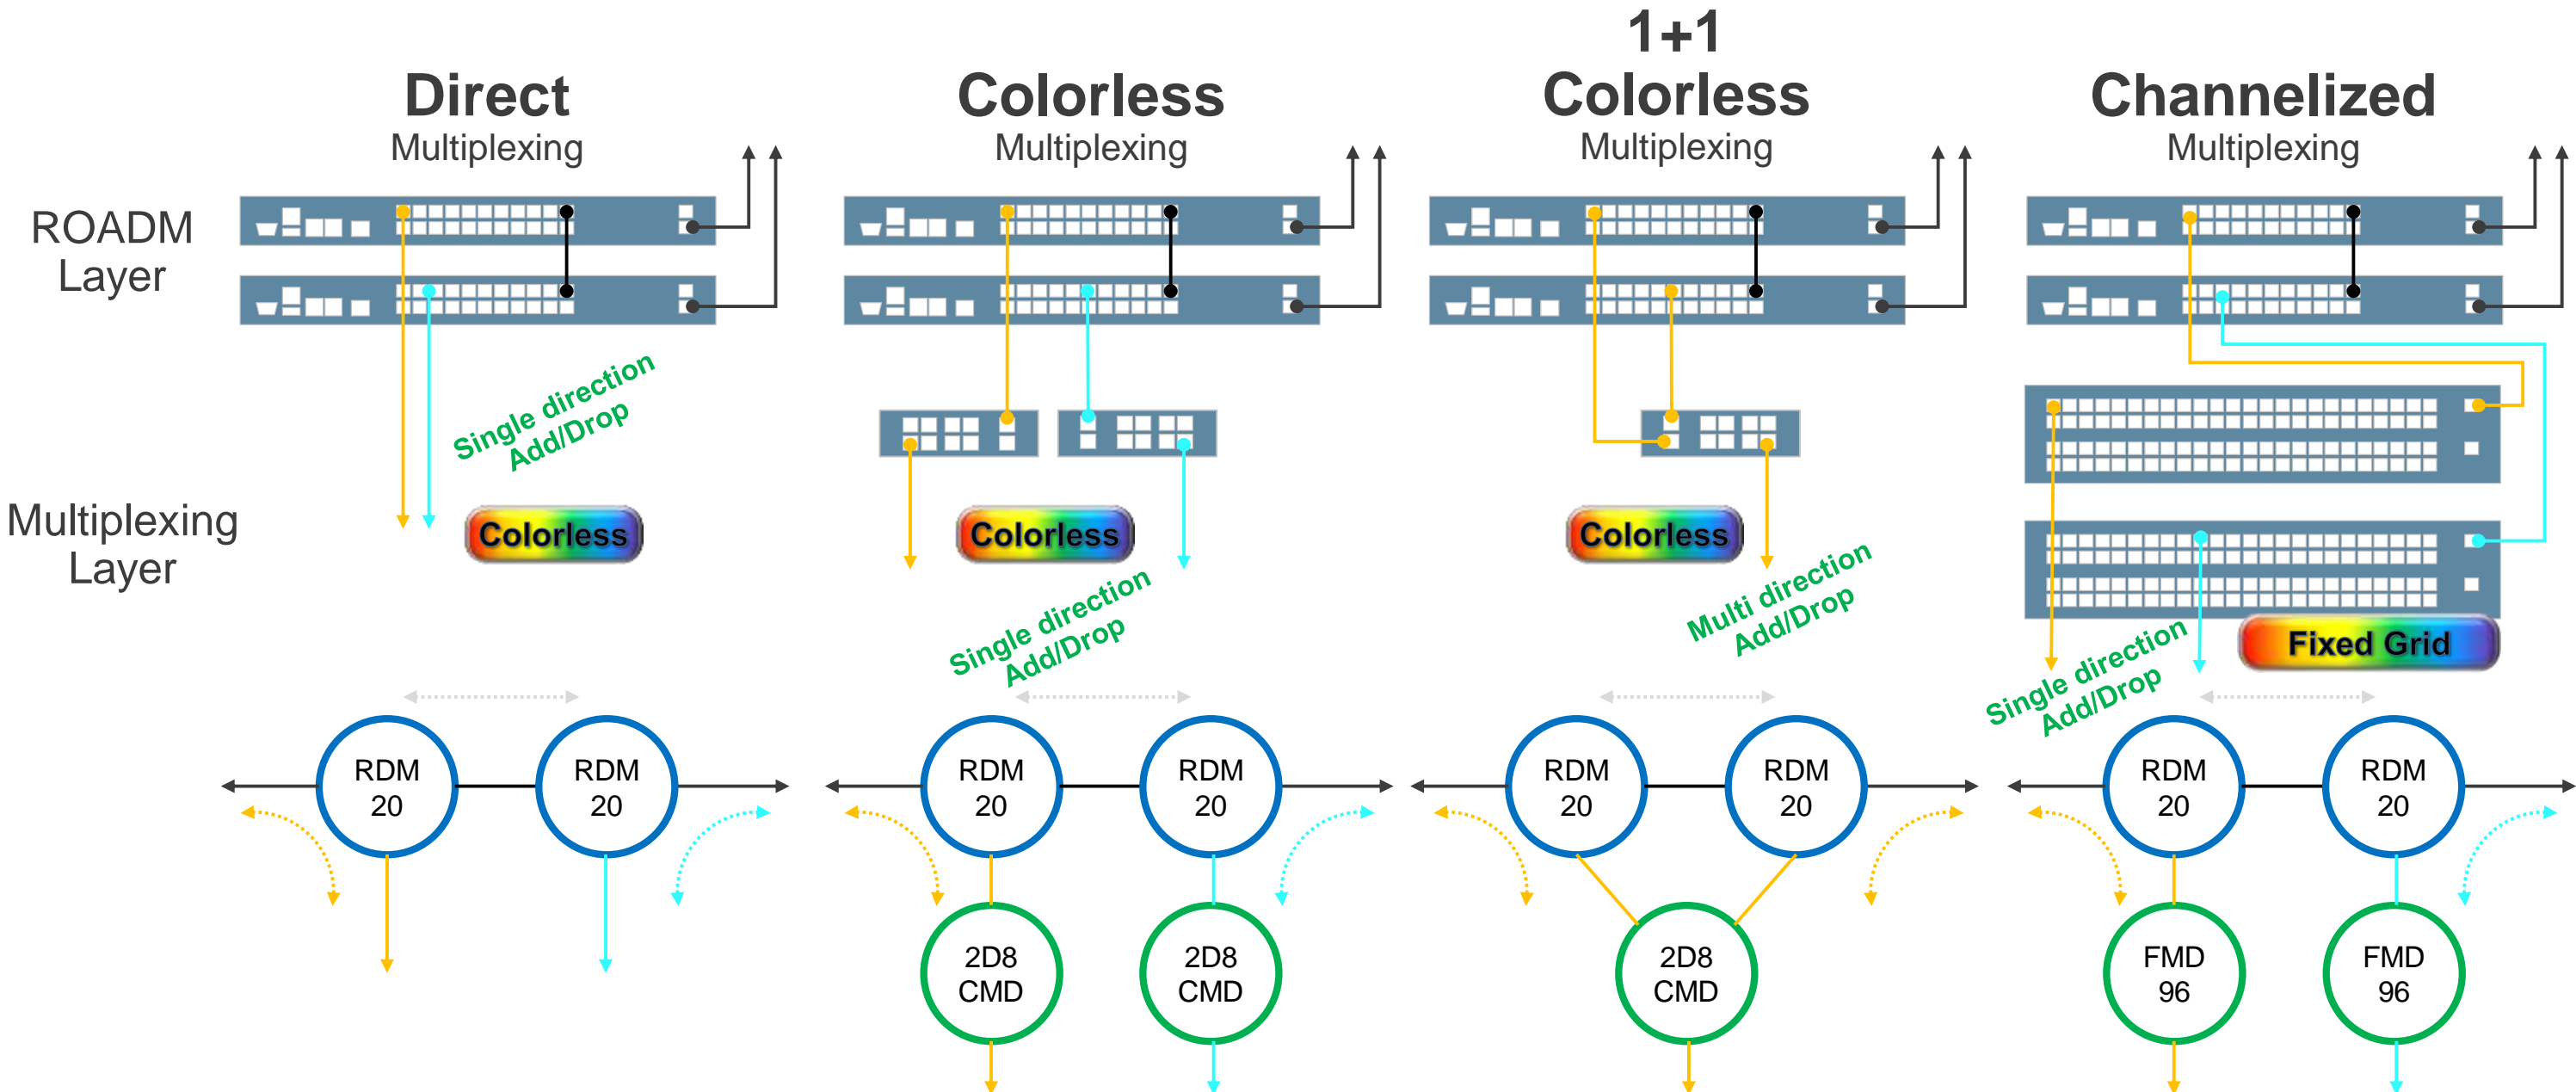 Direct
Multiplexing
Colorless
Multiplexing
1+1
Colorless
Multiplexing
Channelized
Multiplexing
ROADM
Layer
Multiplexing
Layer
Single direction
Add/Drop
Colorless
Colorless
Single direction
Add/Drop
Colorless
Multi direction
Add/Drop
Fixed Grid
Single direction
Add/Drop
RDM
20
RDM
20
RDM
20
RDM
20
2D8
CMD
2D8
CMD
RDM
20
RDM
20
2D8
CMD
RDM
20
RDM
20
FMD
96
FMD
96